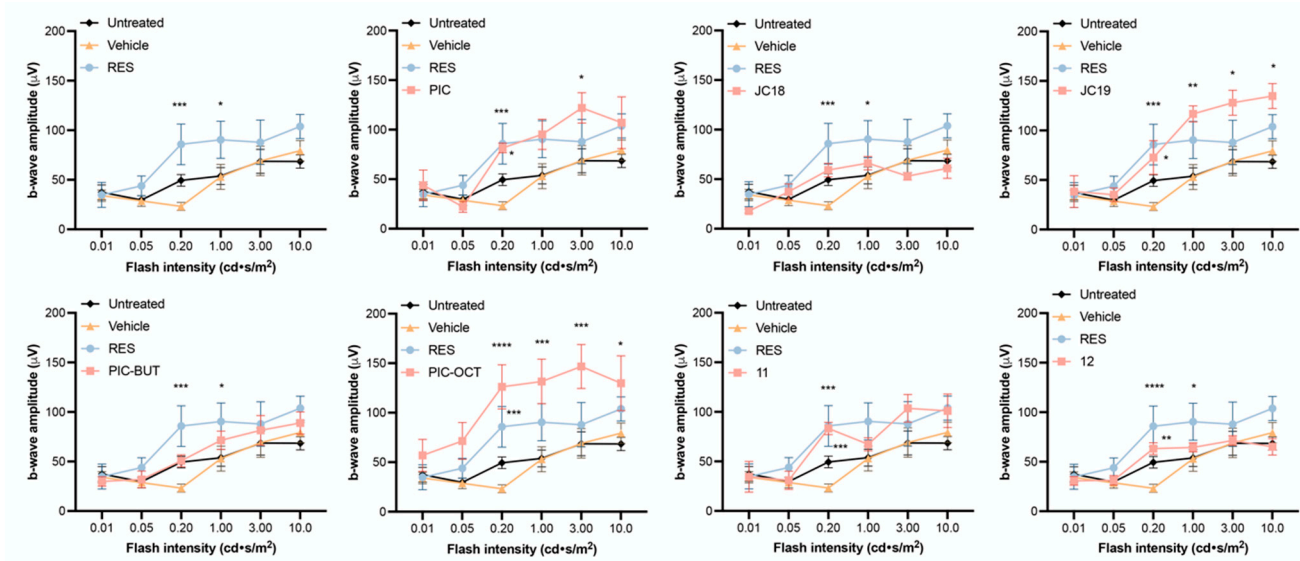 Untreated
Vehicle
RES
b-wave amplitude (μV)
200
150
100
50
0
***
*
0.01 0.05 0.20 1.00 3.00 10.0
Flash intensity (cd•s/m²)
Untreated
Vehicle
RES
PIC
b-wave amplitude (μV)
200
150
100
50
0
***
*
*
0.01 0.05 0.20 1.00 3.00 10.0
Flash intensity (cd•s/m²)
Untreated
Vehicle
RES
JC18
b-wave amplitude (μV)
200
150
100
50
0
***
*
0.01 0.05 0.20 1.00 3.00 10.0
Flash intensity (cd•s/m²)
Untreated
Vehicle
RES
JC19
b-wave amplitude (μV)
200
150
100
50
0
***
*
**
*
*
0.01 0.05 0.20 1.00 3.00 10.0
Flash intensity (cd•s/m²)
Untreated
Vehicle
RES
PIC-BUT
b-wave amplitude (μV)
200
150
100
50
0
***
*
0.01 0.05 0.20 1.00 3.00 10.0
Flash intensity (cd•s/m²)
Untreated
Vehicle
RES
PIC-OCT
b-wave amplitude (μV)
200
150
100
50
0
****
***
***
***
*
0.01 0.05 0.20 1.00 3.00 10.0
Flash intensity (cd•s/m²)
Untreated
Vehicle
RES
11
b-wave amplitude (μV)
200
150
100
50
0
***
***
0.01 0.05 0.20 1.00 3.00 10.0
Flash intensity (cd•s/m²)
Untreated
Vehicle
RES
12
b-wave amplitude (μV)
200
150
100
50
0
****
**
*
0.01 0.05 0.20 1.00 3.00 10.0
Flash intensity (cd•s/m²)